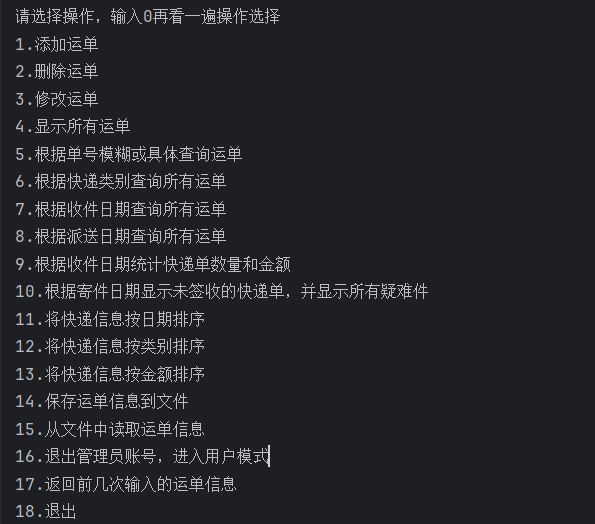 请选择操作，输入0再看一遍操作选择
1.添加运单
2.删除运单
3.修改运单
4.显示所有运单
5.根据单号模糊或具体查询运单
6.根据快递类别查询所有运单
7.根据收件日期查询所有运单
8.根据派送日期查询所有运单
9.根据收件日期统计快递单数量和金额
10.根据寄件日期显示未签收的快递单，并显示所有疑难件
11.将快递信息按日期排序
12.将快递信息按类别排序
13.将快递信息按金额排序
14.保存运单信息到文件
15.从文件中读取运单信息
16.退出管理员账号，进入用户模式
17.返回前几次输入的运单信息
18.退出